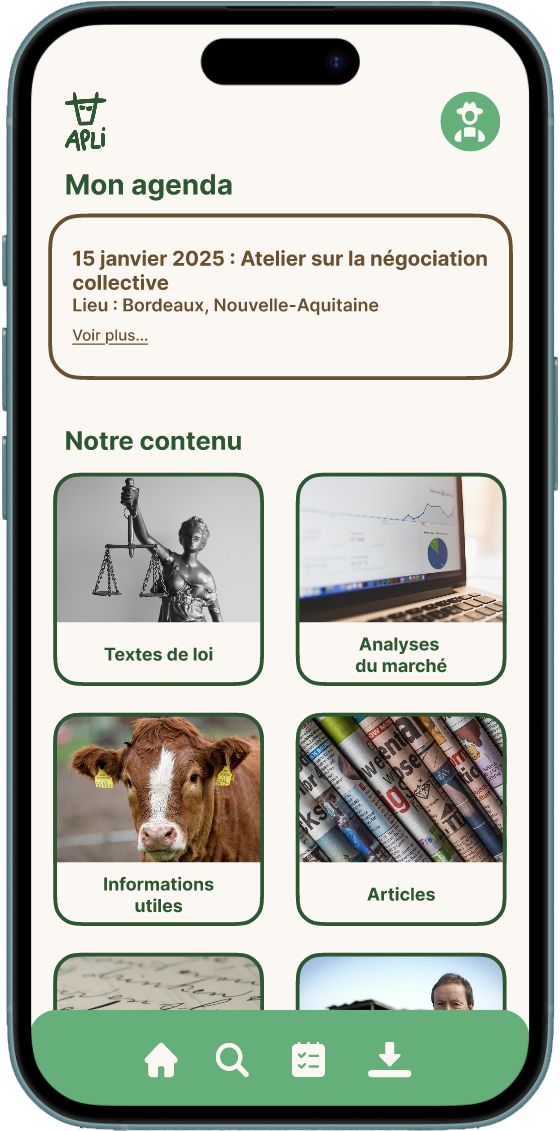 APLi
Mon agenda
15 janvier 2025 : Atelier sur la négociation
collective
Lieu : Bordeaux, Nouvelle-Aquitaine
Voir plus...
Notre contenu
Textes de loi
Analyses
du marché
Informations
utiles
Articles